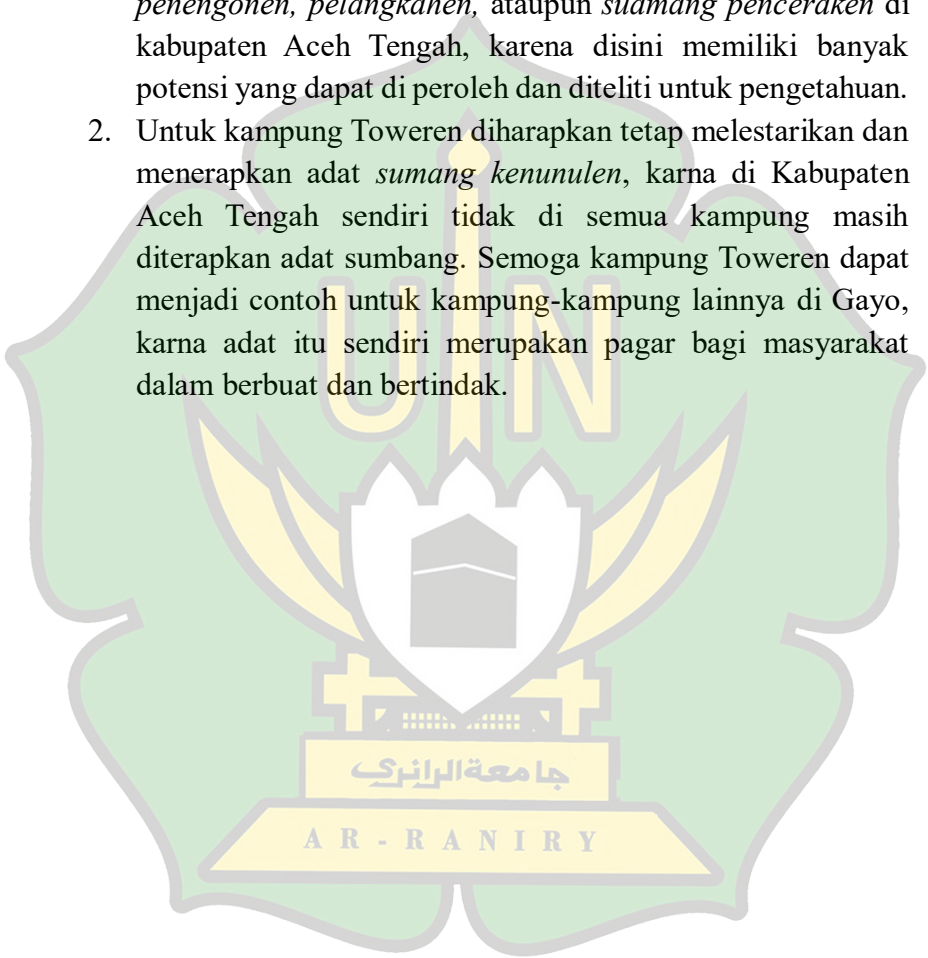 penengonen, pelangkahen, ataupun suamang penceraken di
kabupaten Aceh Tengah, karena disini memiliki banyak
potensi yang dapat di peroleh dan diteliti untuk pengetahuan.
2. Untuk kampung Toweren diharapkan tetap melestarikan dan
menerapkan adat sumang kenunulen, karna di Kabupaten
Aceh Tengah sendiri tidak di semua kampung masih
diterapkan adat sumbang. Semoga kampung Toweren dapat
menjadi contoh untuk kampung-kampung lainnya di Gayo,
karna adat itu sendiri merupakan pagar bagi masyarakat
dalam berbuat dan bertindak.
UIN
جامعة الرانري
AR-RANIRY